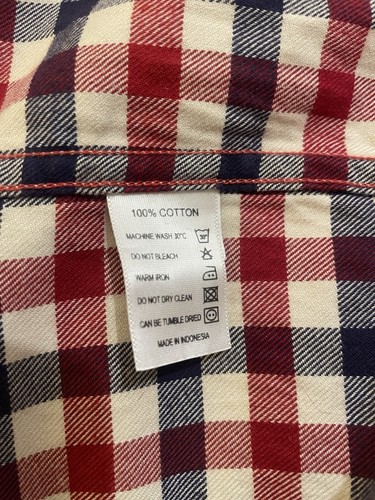 100% COTTON
MACHINE WASH 30°C 30°
DO NOT BLEACH
WARM IRON
DO NOT DRY CLEAN
CAN BE TUMBLE DRIED
MADE IN INDONESIA